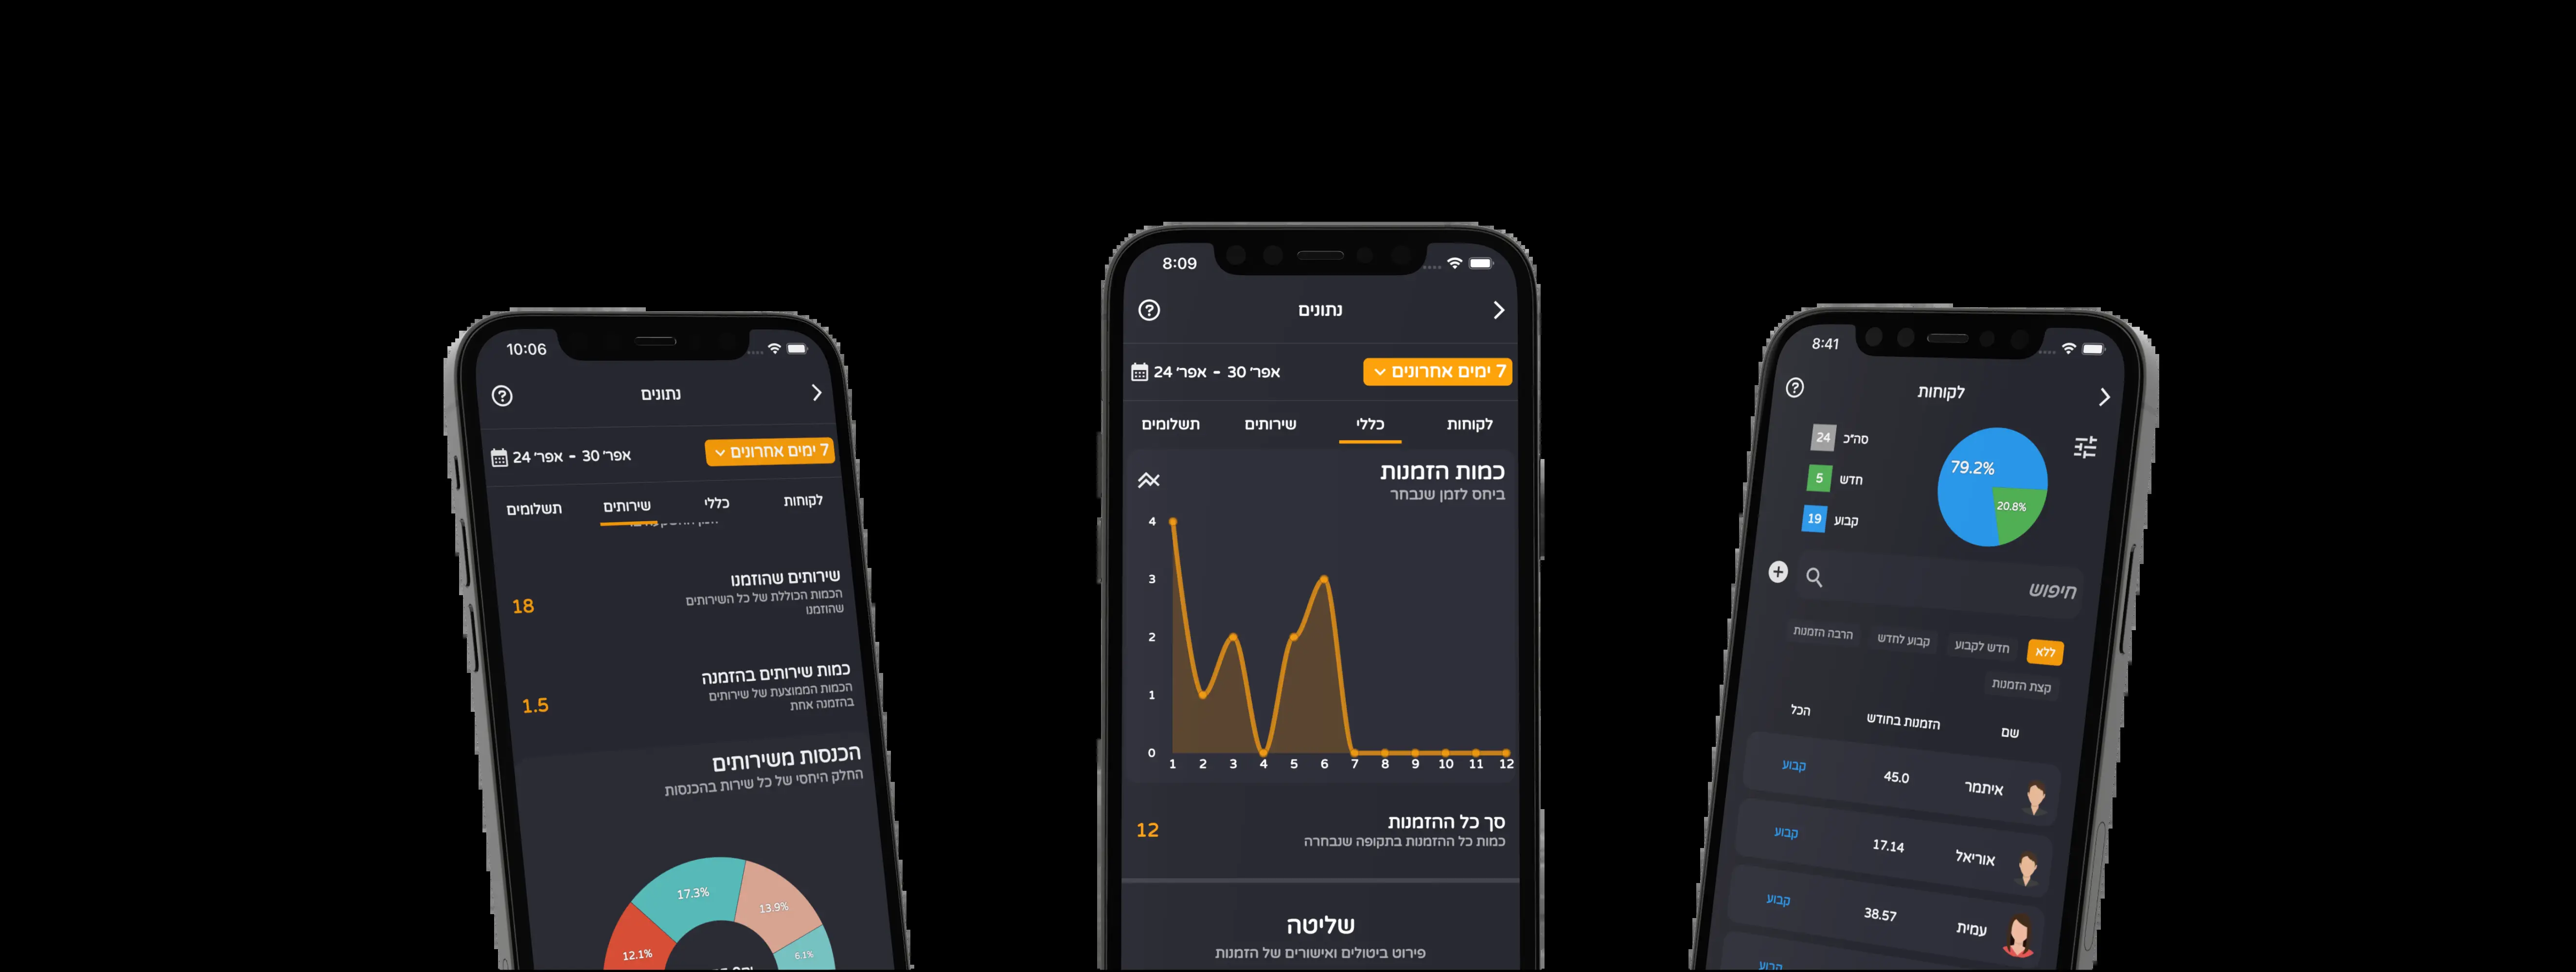 10:06
נתונים
7 ימים אחרונים
24 אפר׳ - 30 אפר׳
לקוחות כללי שירותים תשלומים
שירותים שהוזמנו
הכמות הכוללת של כל השירותים
שהוזמנו
18
כמות שירותים בהזמנה
הכמות הממוצעת של שירותים
בהזמנה אחת
1.5
הכנסות משירותים
החלק היחסי של כל שירות בהכנסות
17.3%
13.9%
12.1%
6.1%
8:09
נתונים
7 ימים אחרונים
24 אפר׳ - 30 אפר׳
לקוחות כללי שירותים תשלומים
כמות הזמנות
ביחס לזמן שנבחר
4
3
2
1
0
1 2 3 4 5 6 7 8 9 10 11 12
סך כל ההזמנות
כמות כל ההזמנות בתקופה שנבחרה
12
שליטה
פירוט ביטולים ואישורים של הזמנות
8:41
לקוחות
סה״כ 24
חדש 5
קבוע 19
79.2%
20.8%
חיפוש
ללא חדש לקבוע קבוע לחדש הרבה הזמנות
קצת הזמנות
שם הזמנות בחודש הכל
איתמר 45.0 קבוע
אוריאל 17.14 קבוע
עמית 38.57 קבוע
קבוע